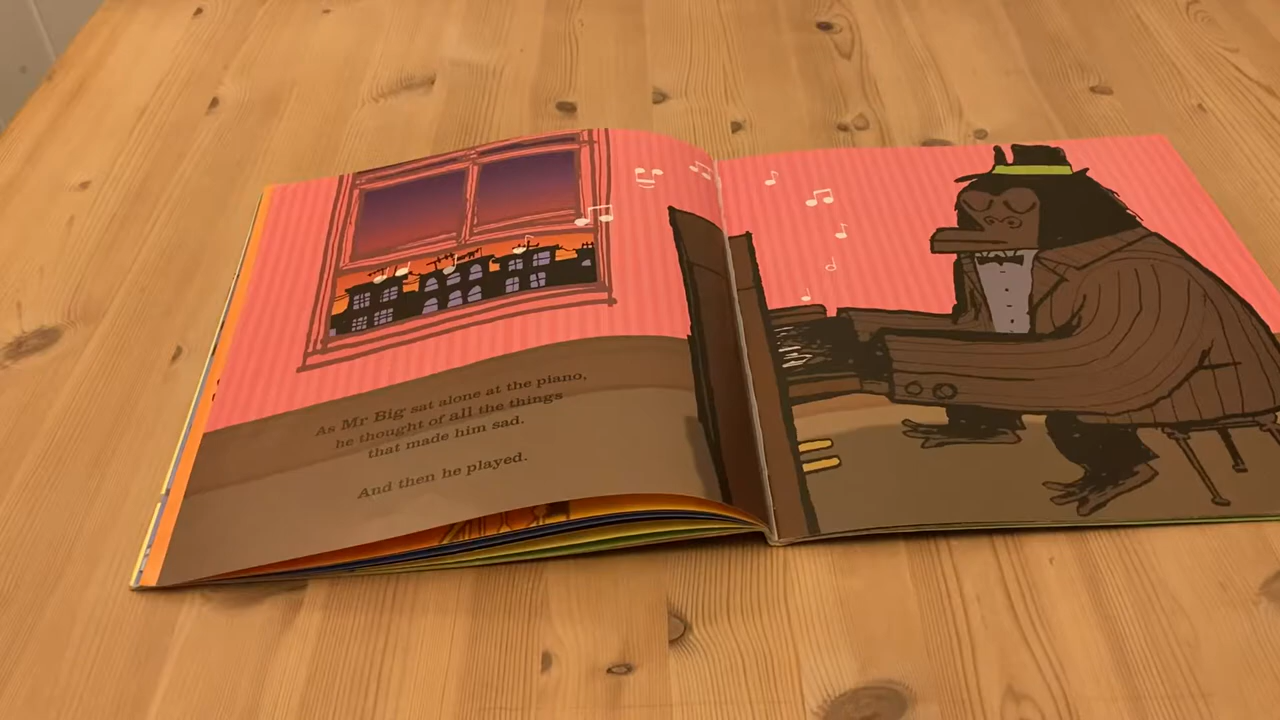 As Mr Big sat alone at the piano,
he thought of all the things
that made him sad.
And then he played.